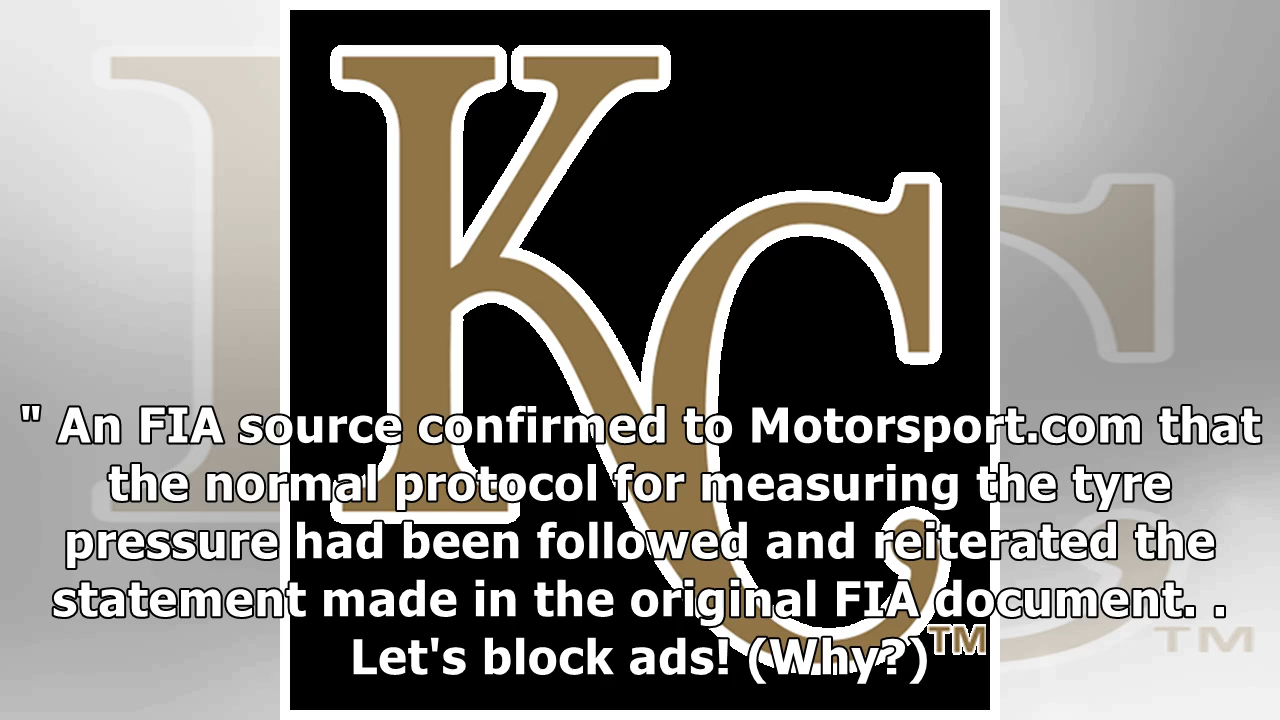 KC
" An FIA source confirmed to Motorsport.com that
the normal protocol for measuring the tyre
pressure had been followed and reiterated the
statement made in the original FIA document. .
Let's block ads! (Why?)
TM
TM